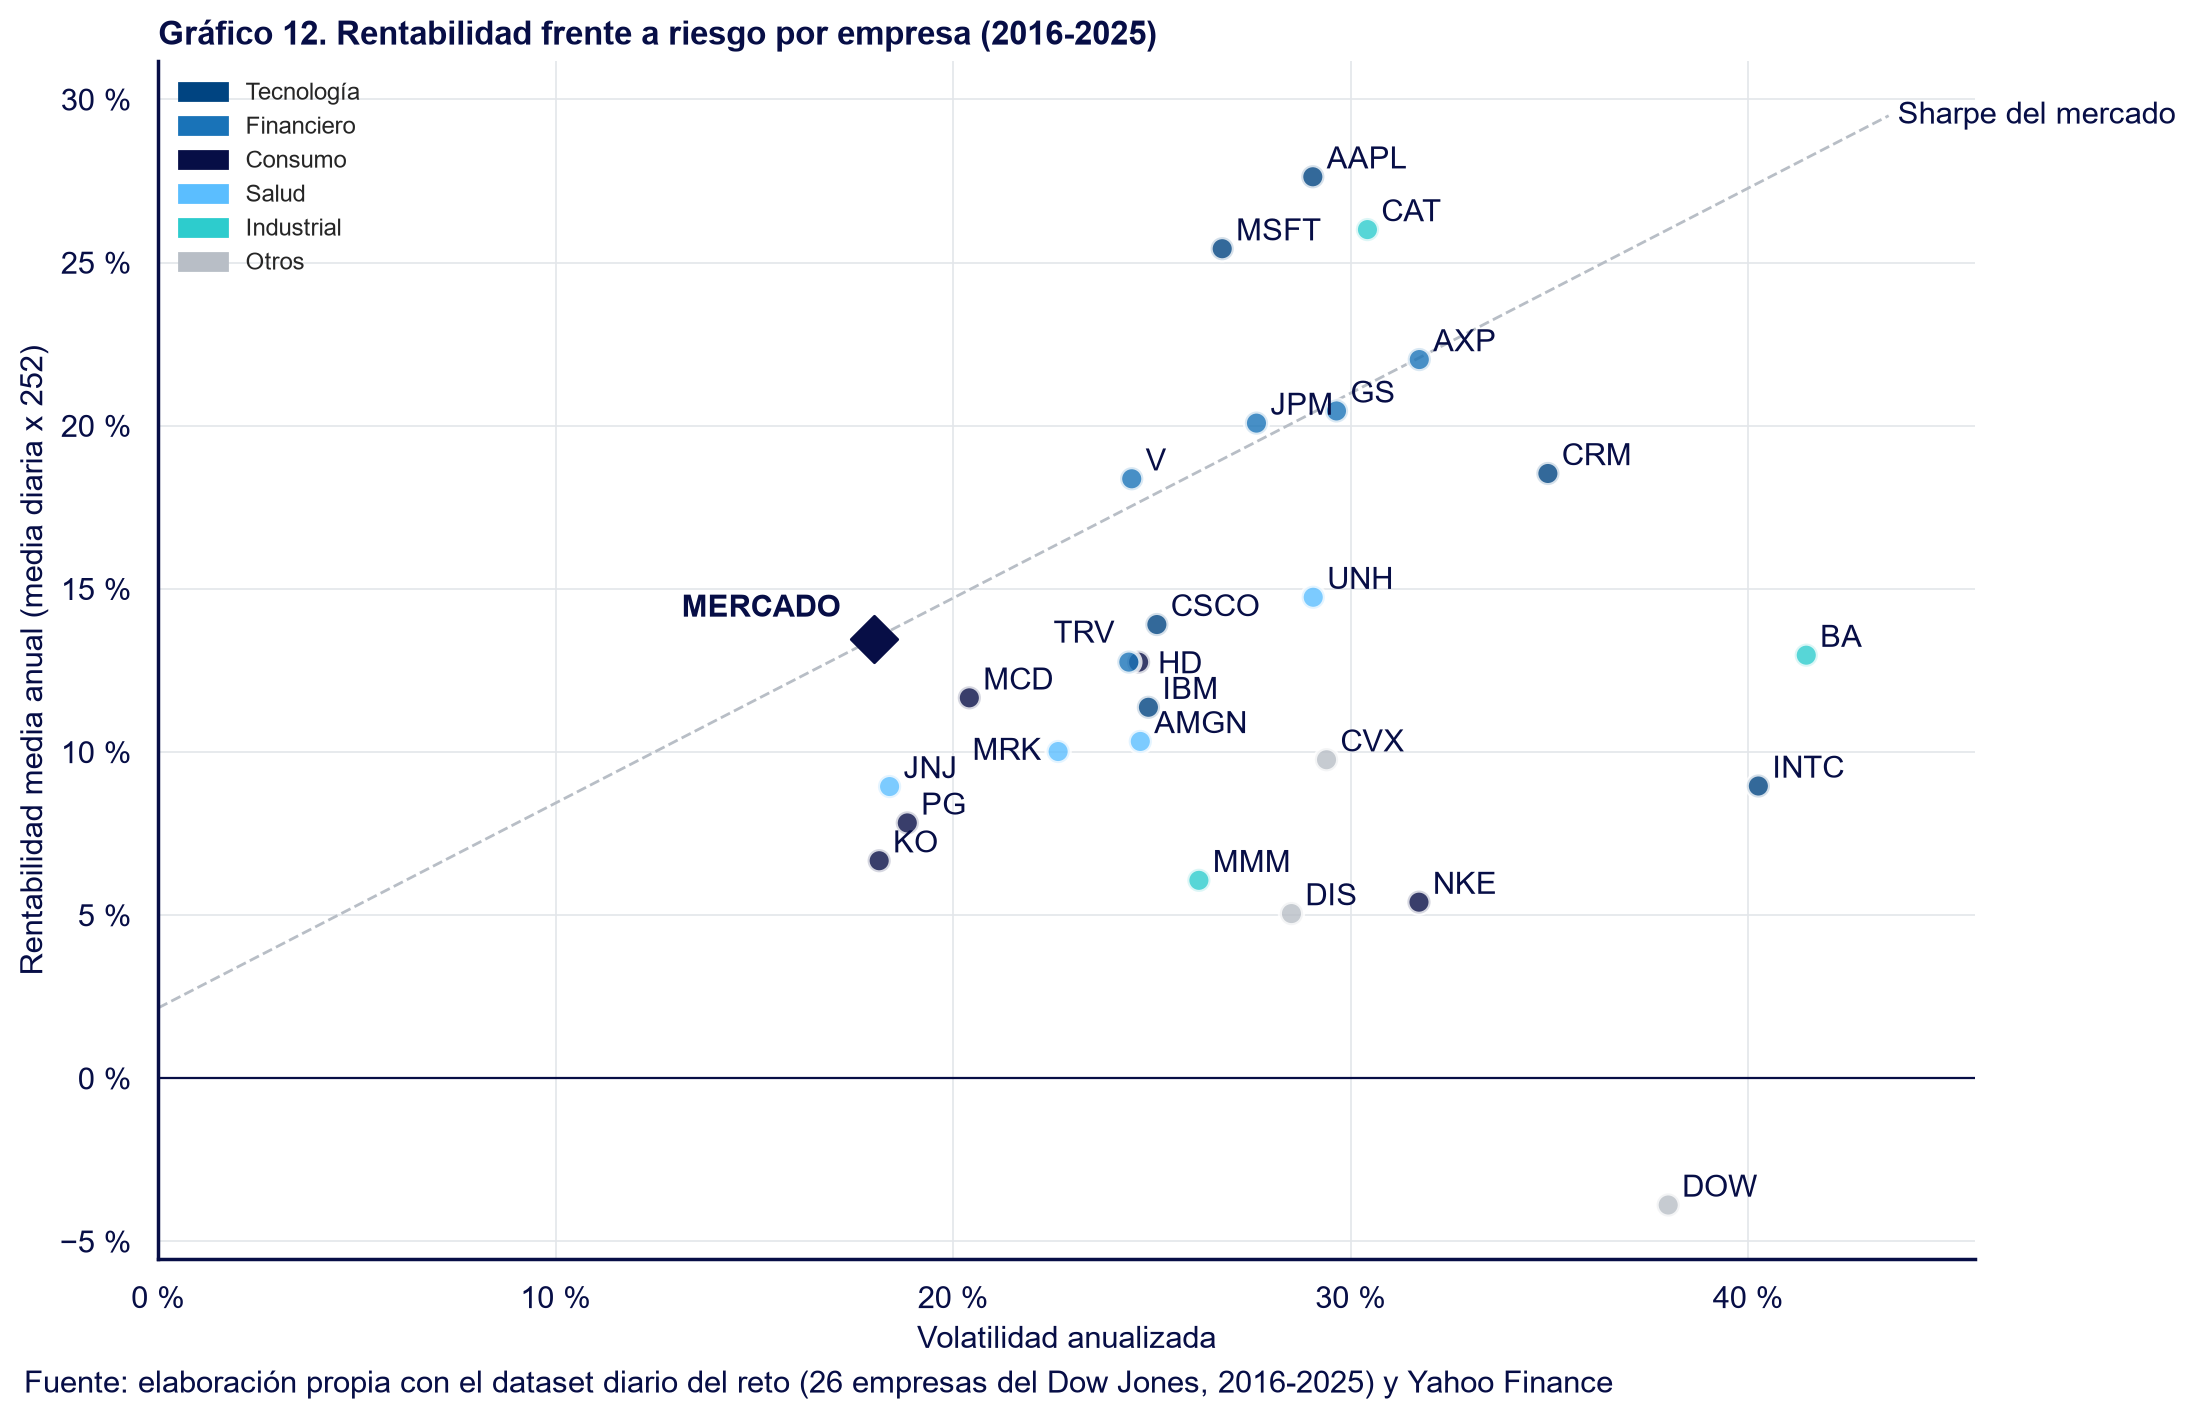 Gráfico 12. Rentabilidad frente a riesgo por empresa (2016-2025)
Tecnología
Financiero
Consumo
Salud
Industrial
Otros
Rentabilidad media anual (media diaria x 252)
30 %
25 %
20 %
15 %
10 %
5 %
0 %
−5 %
Sharpe del mercado
AAPL
CAT
MSFT
AXP
GS
JPM
CRM
V
UNH
MERCADO
CSCO
TRV
BA
HD
MCD
IBM
AMGN
CVX
MRK
JNJ
INTC
PG
KO
MMM
NKE
DIS
DOW
0 %
10 %
20 %
30 %
40 %
Volatilidad anualizada
Fuente: elaboración propia con el dataset diario del reto (26 empresas del Dow Jones, 2016-2025) y Yahoo Finance